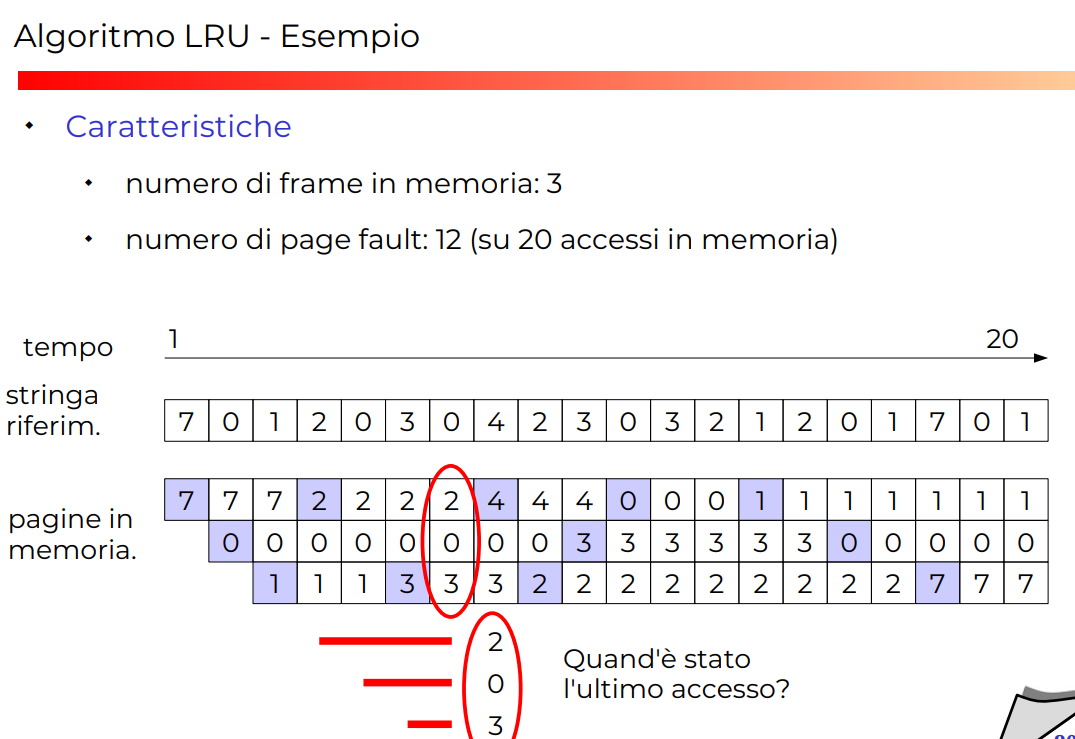 Algoritmo LRU - Esempio
Caratteristiche
numero di frame in memoria: 3
numero di page fault: 12 (su 20 accessi in memoria)
tempo 1 20
stringa
riferim. 7 0 1 2 0 3 0 4 2 3 0 3 2 1 2 0 1 7 0 1
7 7 7 2 2 2 2 4 4 4 0 0 0 1 1 1 1 1 1 1
pagine in
memoria. 0 0 0 0 0 0 0 0 3 3 3 3 3 3 0 0 0 0 0
1 1 1 3 3 3 2 2 2 2 2 2 2 2 2 7 7 7
2
Quand'è stato
0
l'ultimo accesso?
3